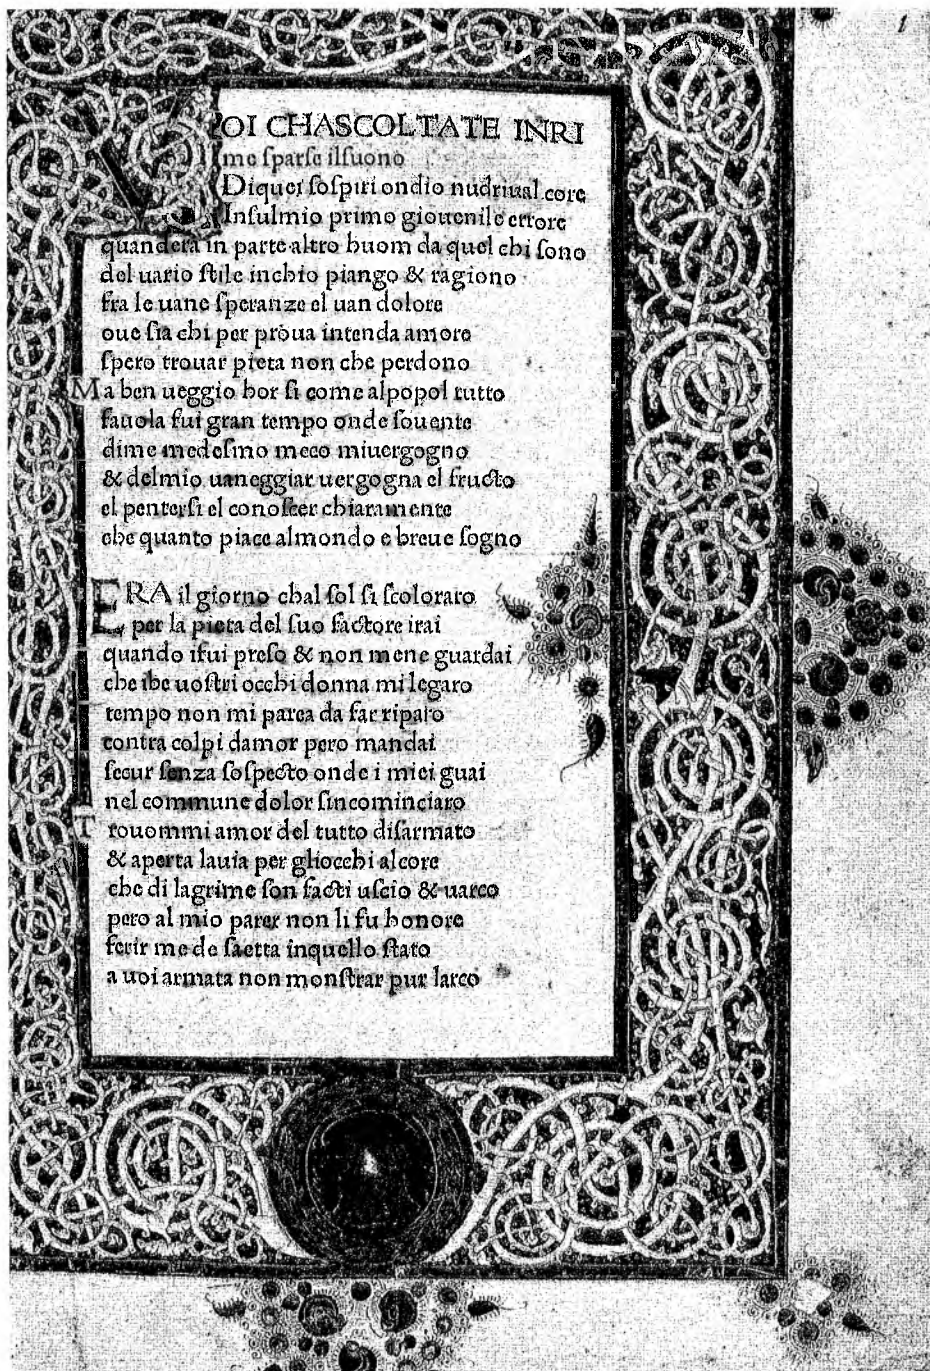 1
VOI CHASCOLTATE INRI
me sparse ilsuono
Diquei sospiri ondio nudriual core
Insulmio primo giouenile errore
quandera in parte altro huom da quel chi sono
del uario stile inchio piango & ragiono
fra le uane speranze el uan dolore
oue sia chi per proua intenda amore
spero trouar pieta non che perdono
Ma ben ueggio hor si come alpopol tutto
fauola fui gran tempo onde souente
dime medesmo meco miuergogno
& delmio uaneggiar uergogna el fructo
el pentersi el conoscer chiaramente
che quanto piace almondo e breue sogno
ERA il giorno chal sol si scoloraro
per la pieta del suo factore irai
quando ifui preso & non mene guardai
che ibe uostri occhi donna mi legaro
tempo non mi parea da far riparo
contra colpi damor pero mandai
secur senza sospecto onde i miei guai
nel commune dolor sincominciaro
Trouommi amor del tutto disarmato
& aperta lauia per gliocchi alcore
che di lagrime son facti uscio & uarco
pero al mio parer non li fu honore
ferir me de saetta inquello stato
a uoi armata non monstrar pur larco